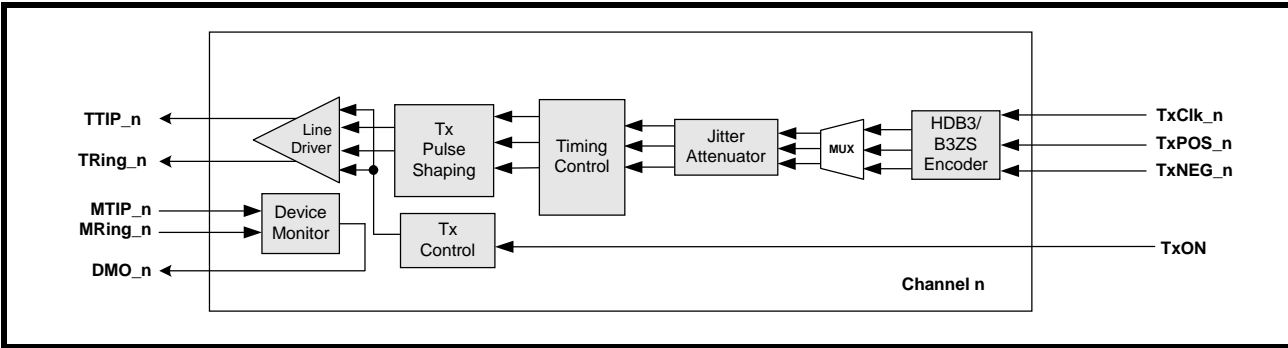 TTIP_n
TRing_n
MTIP_n
MRing_n
DMO_n
Line
Driver
Device
Monitor
Tx
Pulse
Shaping
Tx
Control
Timing
Control
Jitter
Attenuator
MUX
HDB3/
B3ZS
Encoder
TxClk_n
TxPOS_n
TxNEG_n
TxON
Channel n